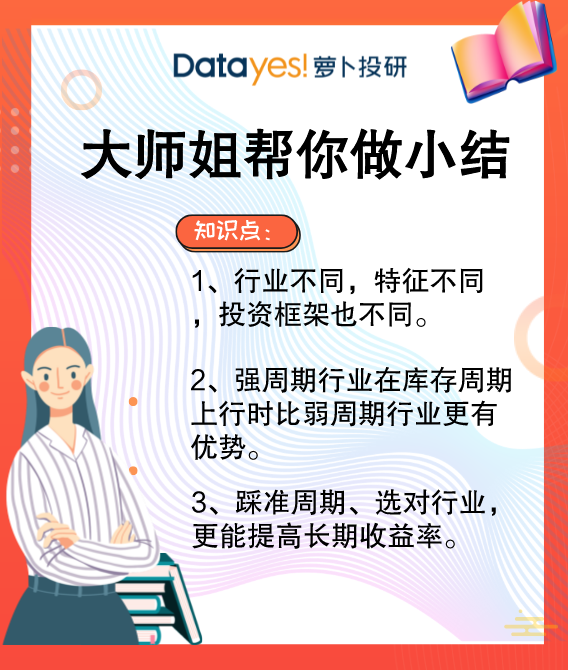 Datayes! 萝卜投研
大师姐帮你做小结
知识点：
1、行业不同，特征不同
，投资框架也不同。
2、强周期行业在库存周期
上行时比弱周期行业更有
优势。
3、踩准周期、选对行业，
更能提高长期收益率。